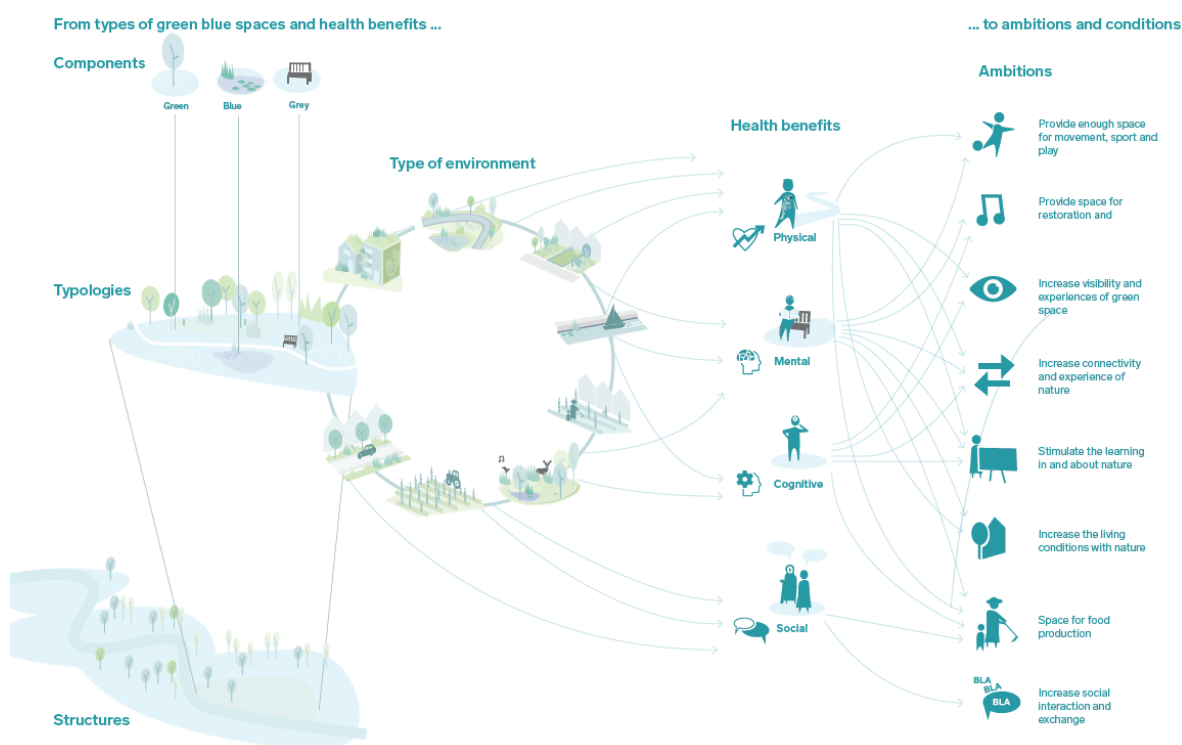 From types of green blue spaces and health benefits ...
... to ambitions and conditions
Components
Green
Blue
Grey
Typologies
Structures
Type of environment
Health benefits
Physical
Mental
Cognitive
Social
Ambitions
Provide enough space
for movement, sport and
play
Provide space for
restoration and
Increase visibility and
experiences of green
space
Increase connectivity
and experience of
nature
Stimulate the learning
in and about nature
Increase the living
conditions with nature
Space for food
production
BLA
BLA
BLA
Increase social
interaction and
exchange